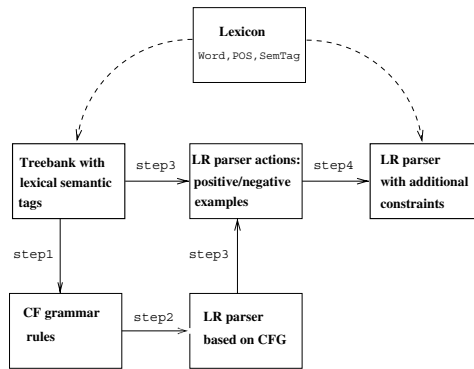 Lexicon
Word,POS,SemTag
Treebank with
lexical semantic
tags
step3
LR parser actions:
positive/negative
examples
step4
LR parser
with additional
constraints
step1
step3
CF grammar
rules
step2
LR parser
based on CFG